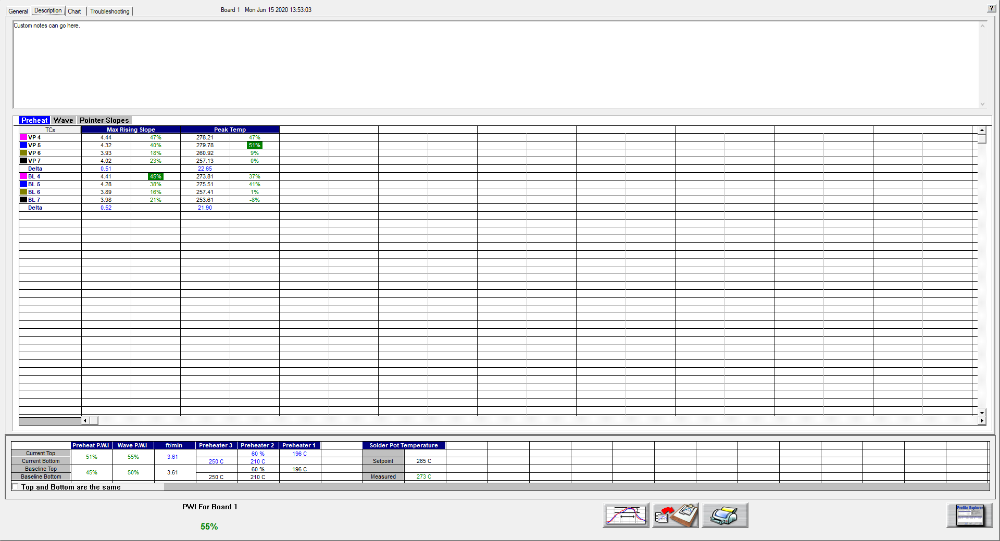 General Description Chart Troubleshooting Board 1 Mon Jun 15 2020 13:53:03 ?
Custom notes can go here.
Preheat Wave Pointer Slopes
TCs Max Rising Slope Peak Temp
VP 4 4.44 47% 278.21 47%
VP 5 4.32 40% 279.78 51%
VP 6 3.93 18% 260.92 9%
VP 7 4.02 23% 257.13 0%
Delta 0.51 22.65
BL 4 4.41 45% 273.81 37%
BL 5 4.28 38% 275.51 41%
BL 6 3.89 16% 257.41 1%
BL 7 3.98 21% 253.61 -8%
Delta 0.52 21.90
Preheat P.W.I Wave P.W.I ft/min Preheater 3 Preheater 2 Preheater 1 Solder Pot Temperature
Current Top 51% 55% 3.61 60 % 196 C
Current Bottom 250 C 210 C Setpoint 265 C
Baseline Top 45% 50% 3.61 60 % 196 C
Baseline Bottom 250 C 210 C Measured 273 C
Top and Bottom are the same
PWI For Board 1
55%
Profile Explorer